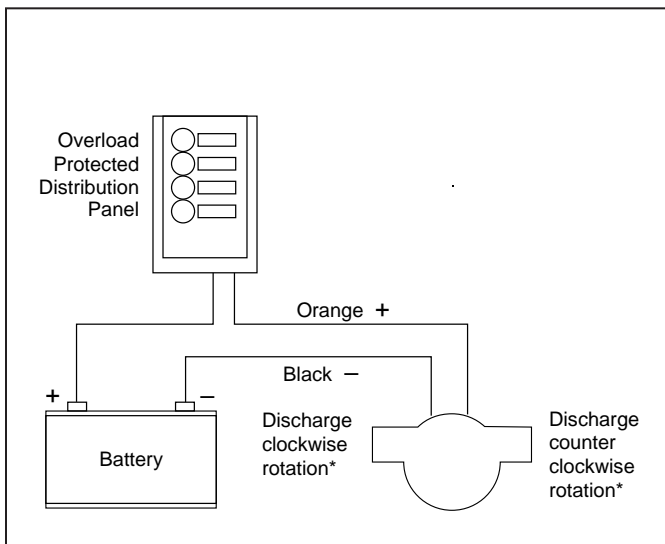 Overload
Protected
Distribution
Panel
Orange +
Black −
+
−
Battery
Discharge
clockwise
rotation*
Discharge
counter
clockwise
rotation*